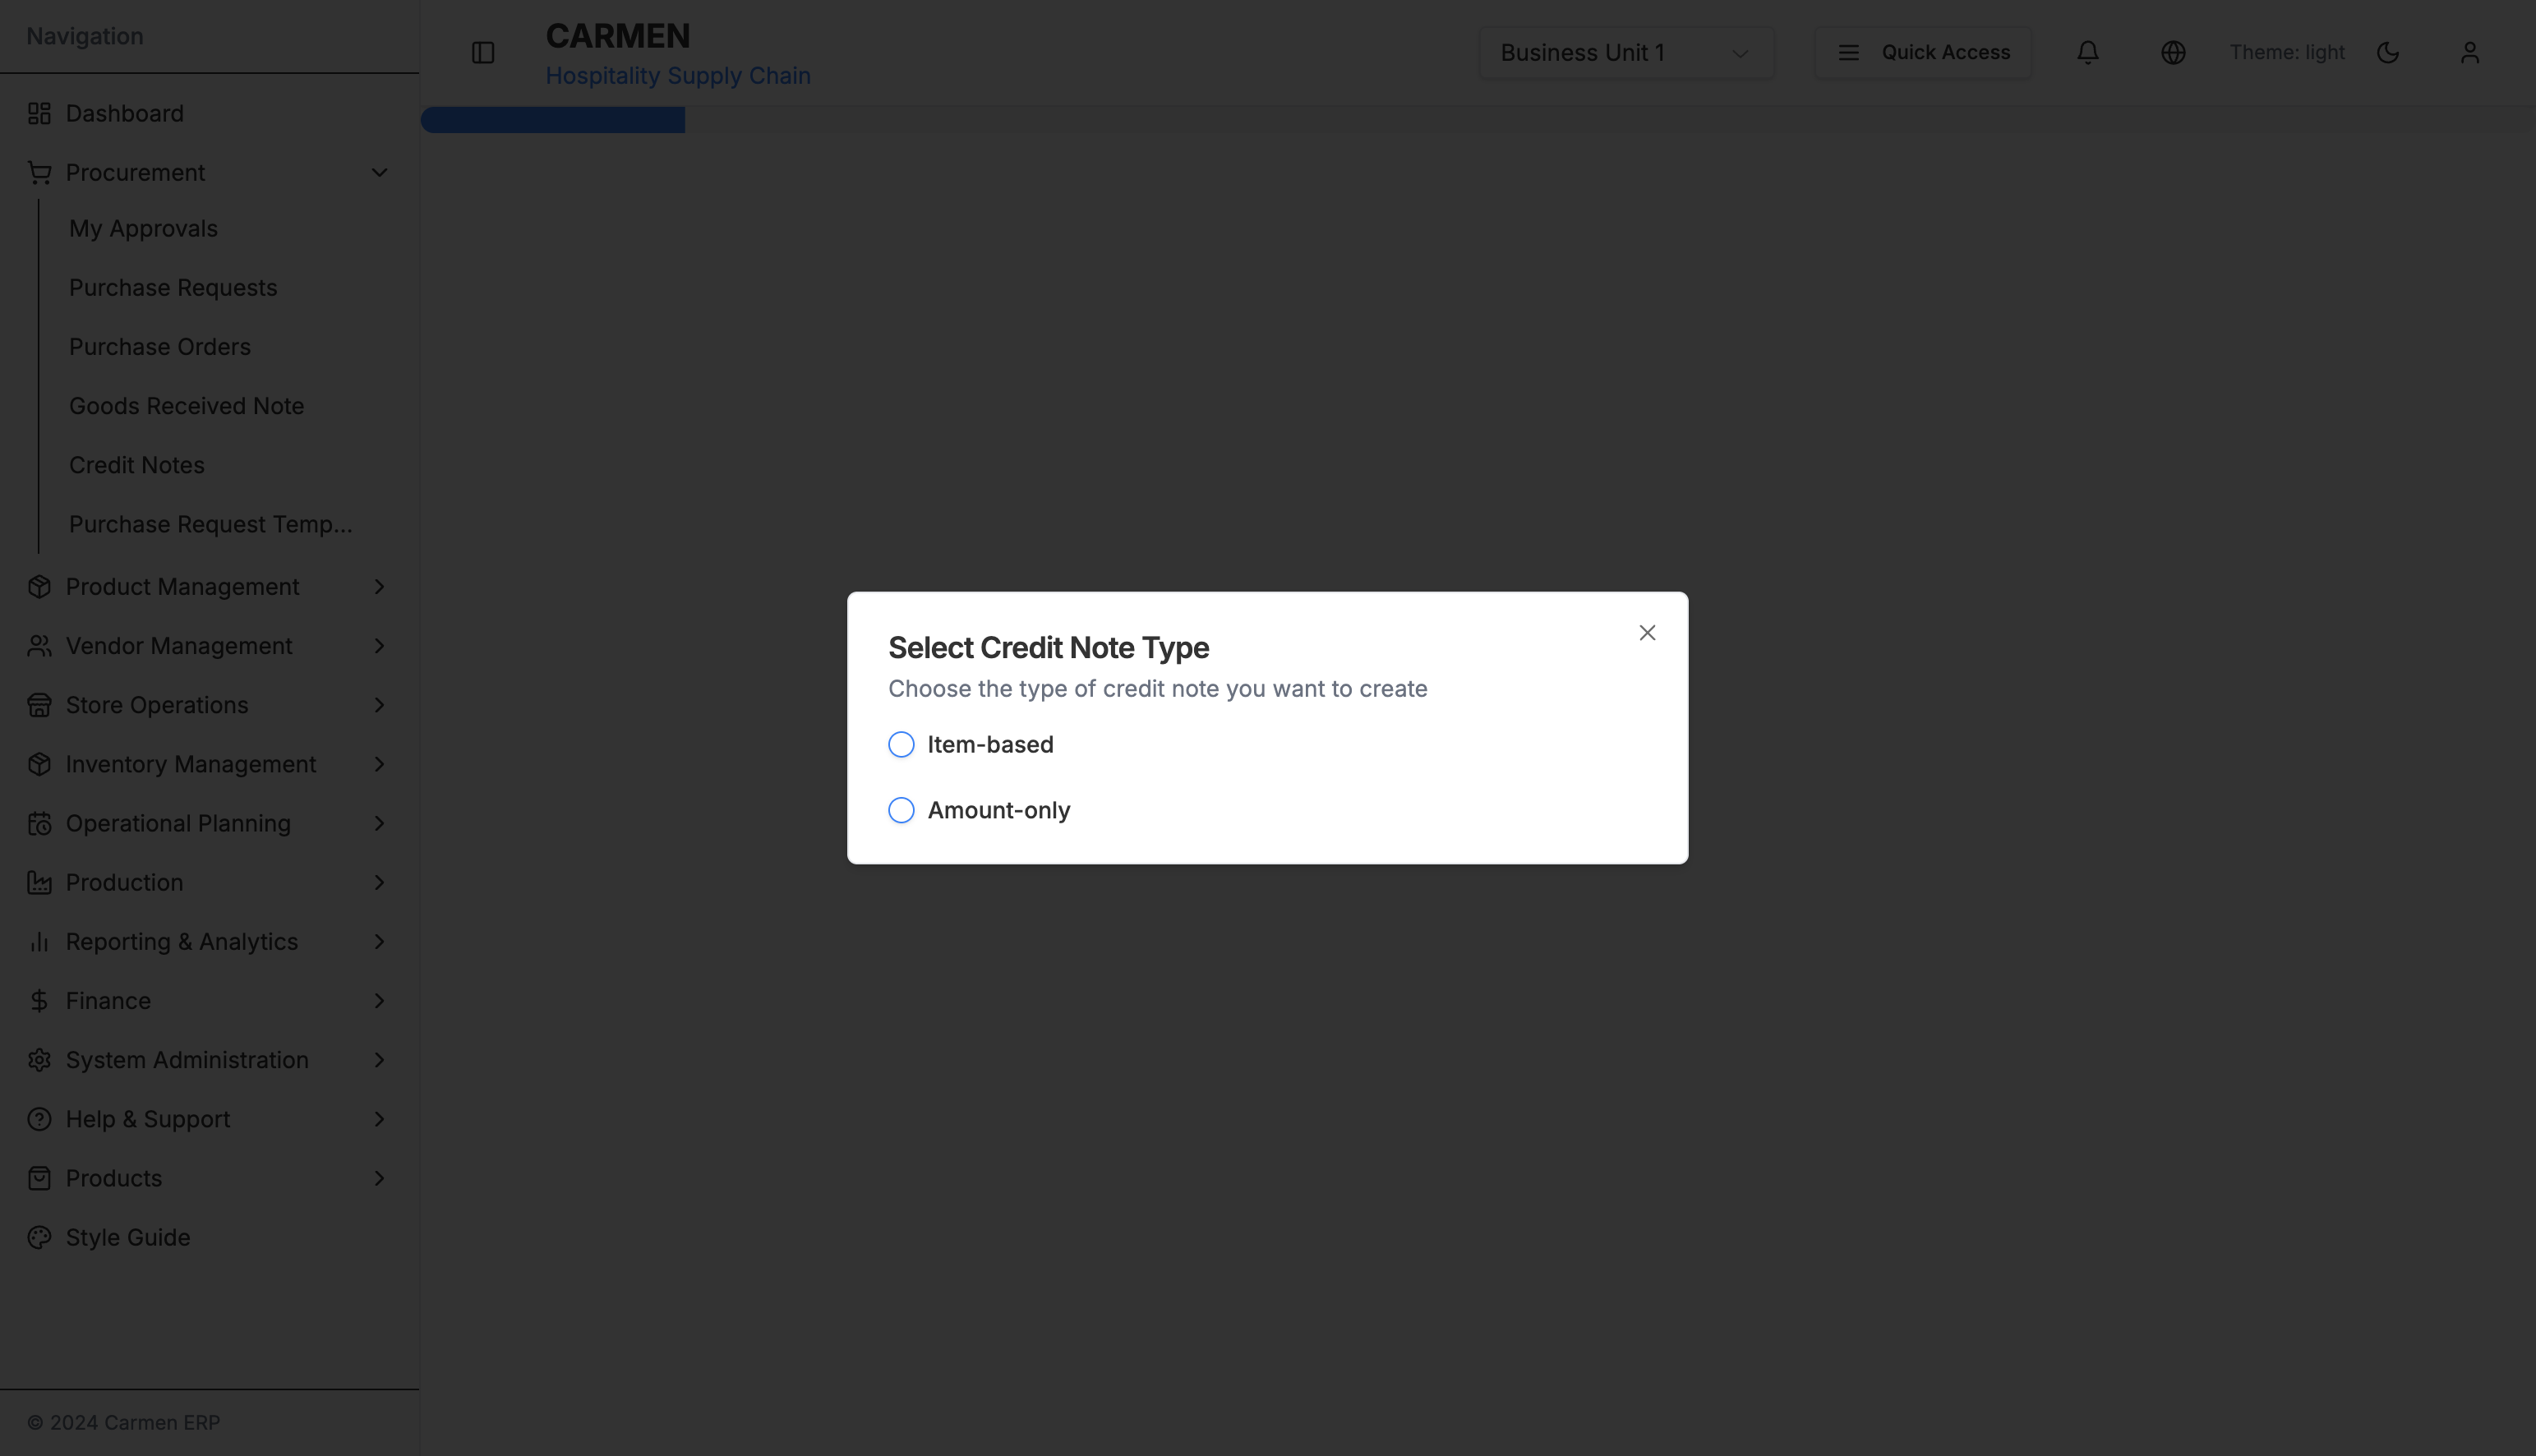 Navigation
Dashboard
Procurement
My Approvals
Purchase Requests
Purchase Orders
Goods Received Note
Credit Notes
Purchase Request Temp...
Product Management
Vendor Management
Store Operations
Inventory Management
Operational Planning
Production
Reporting & Analytics
Finance
System Administration
Help & Support
Products
Style Guide
© 2024 Carmen ERP
CARMEN
Hospitality Supply Chain
Business Unit 1
Quick Access
Theme: light
Select Credit Note Type
Choose the type of credit note you want to create
Item-based
Amount-only